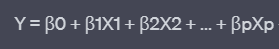 Y = β0 + β1X1 + β2X2 + ... + βpXp